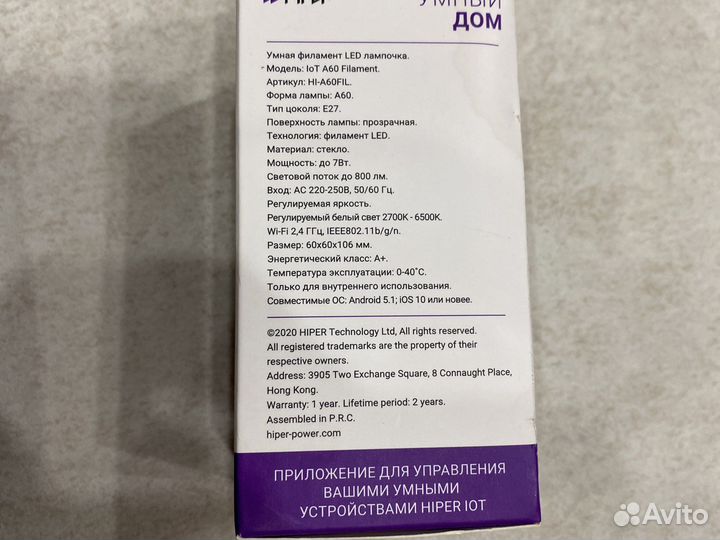 HIPER
УМНЫЙ
ДОМ
Умная филамент LED лампочка.
Модель: IoT A60 Filament.
Артикул: HI-A60FIL.
Форма лампы: A60.
Тип цоколя: E27.
Поверхность лампы: прозрачная.
Технология: филамент LED.
Материал: стекло.
Мощность: до 7Вт.
Световой поток до 800 лм.
Вход: AC 220-250В, 50/60 Гц.
Регулируемая яркость.
Регулируемый белый свет 2700K - 6500K.
Wi-Fi 2,4 ГГц, IEEE802.11b/g/n.
Размер: 60x60x106 мм.
Энергетический класс: A+.
Температура эксплуатации: 0-40˚C.
Только для внутреннего использования.
Совместимые ОС: Android 5.1; iOS 10 или новее.
©2020 HIPER Technology Ltd, All rights reserved.
All registered trademarks are the property of their
respective owners.
Address: 3905 Two Exchange Square, 8 Connaught Place,
Hong Kong.
Warranty: 1 year. Lifetime period: 2 years.
Assembled in P.R.C.
hiper-power.com
ПРИЛОЖЕНИЕ ДЛЯ УПРАВЛЕНИЯ
ВАШИМИ УМНЫМИ
УСТРОЙСТВАМИ HIPER IOT
Avito